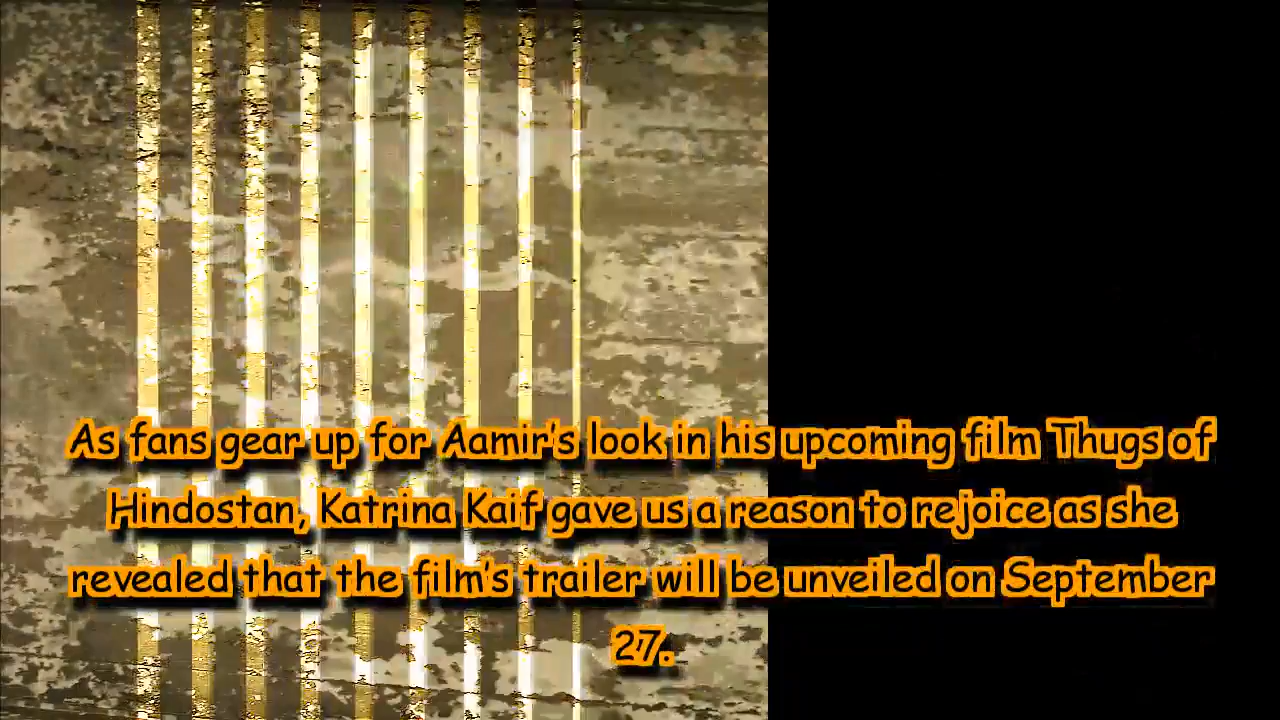 As fans gear up for Aamir's look in his upcoming film Thugs of
Hindostan, Katrina Kaif gave us a reason to rejoice as she
revealed that the film's trailer will be unveiled on September
27.